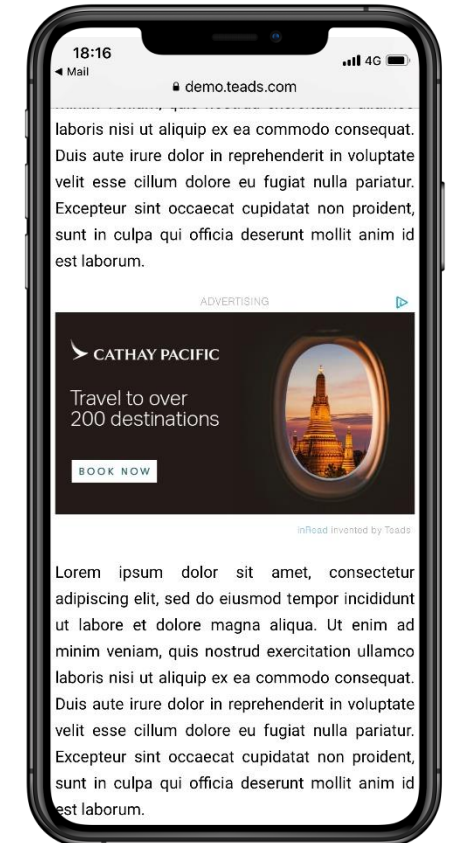 18:16
4G
Mail
demo.teads.com
laboris nisi ut aliquip ex ea commodo consequat.
Duis aute irure dolor in reprehenderit in voluptate
velit esse cillum dolore eu fugiat nulla pariatur.
Excepteur sint occaecat cupidatat non proident,
sunt in culpa qui officia deserunt mollit anim id
est laborum.
ADVERTISING
CATHAY PACIFIC
Travel to over
200 destinations
BOOK NOW
inRead invented by Teads
Lorem ipsum dolor sit amet, consectetur
adipiscing elit, sed do eiusmod tempor incididunt
ut labore et dolore magna aliqua. Ut enim ad
minim veniam, quis nostrud exercitation ullamco
laboris nisi ut aliquip ex ea commodo consequat.
Duis aute irure dolor in reprehenderit in voluptate
velit esse cillum dolore eu fugiat nulla pariatur.
Excepteur sint occaecat cupidatat non proident,
sunt in culpa qui officia deserunt mollit anim id
est laborum.